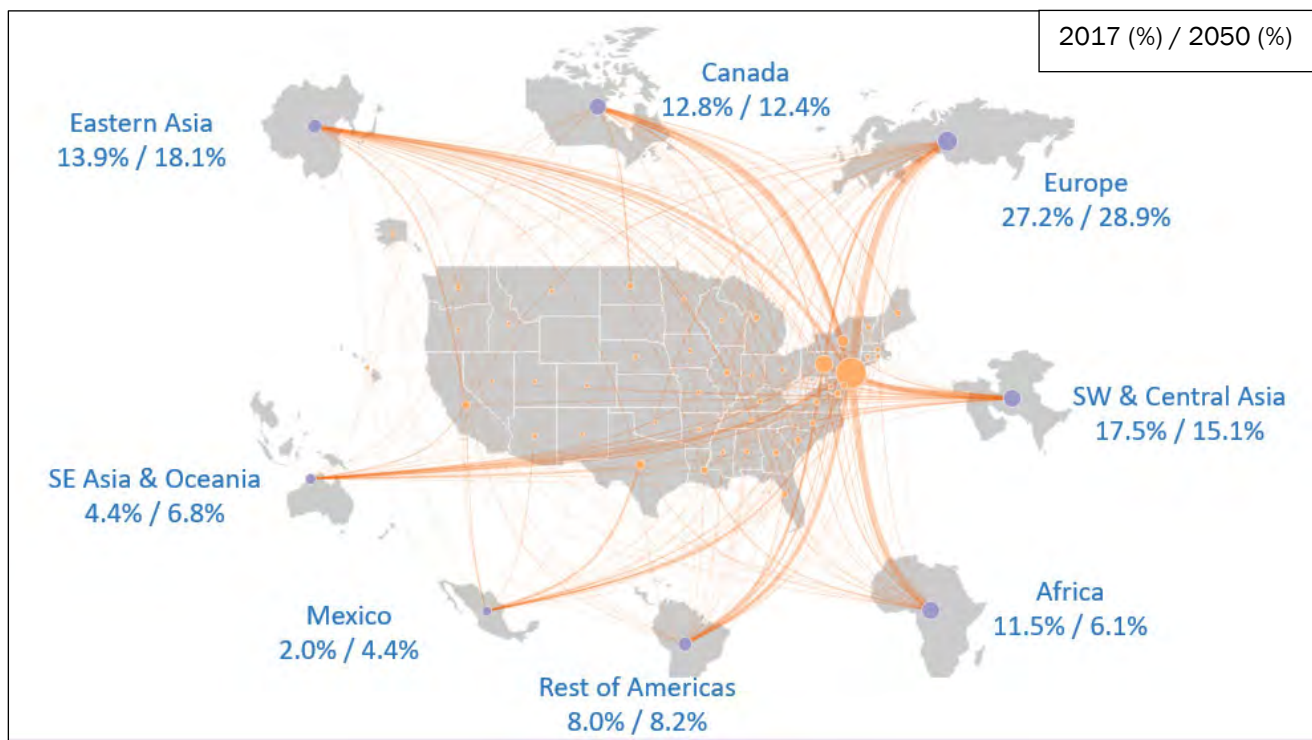 2017 (%) / 2050 (%)
Canada
12.8% / 12.4%
Eastern Asia
13.9% / 18.1%
Europe
27.2% / 28.9%
SW & Central Asia
17.5% / 15.1%
SE Asia & Oceania
4.4% / 6.8%
Africa
11.5% / 6.1%
Mexico
2.0% / 4.4%
Rest of Americas
8.0% / 8.2%